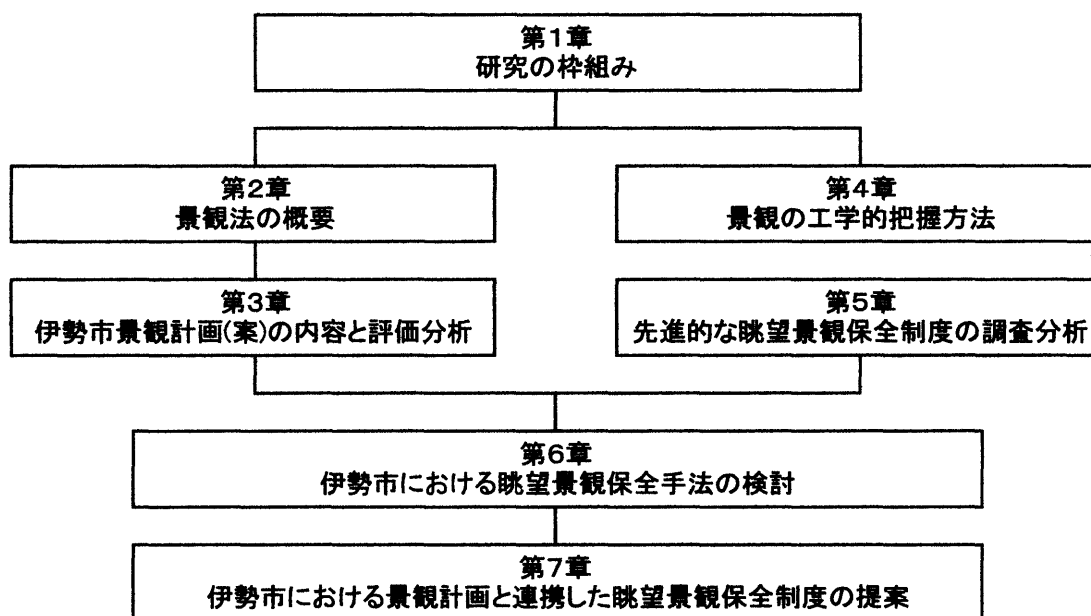 第1章
研究の枠組み
第2章
景観法の概要
第4章
景観の工学的把握方法
第3章
伊勢市景観計画(案)の内容と評価分析
第5章
先進的な眺望景観保全制度の調査分析
第6章
伊勢市における眺望景観保全手法の検討
第7章
伊勢市における景観計画と連携した眺望景観保全制度の提案